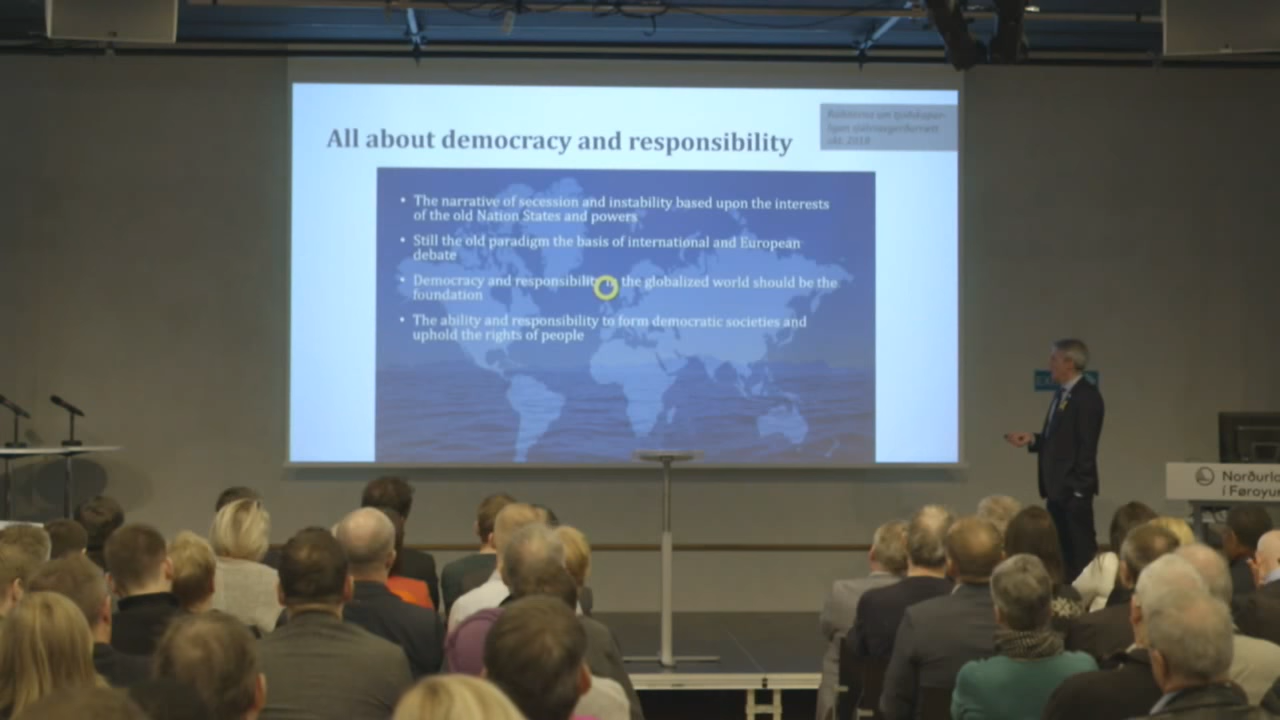 All about democracy and responsibility
okt. 2018
• The narrative of secession and instability based upon the interests
of the old Nation States and powers
• Still the old paradigm the basis of international and European
debate
• Democracy and responsibility in the globalized world should be the
foundation
• The ability and responsibility to form democratic societies and
uphold the rights of people
í Føroyu